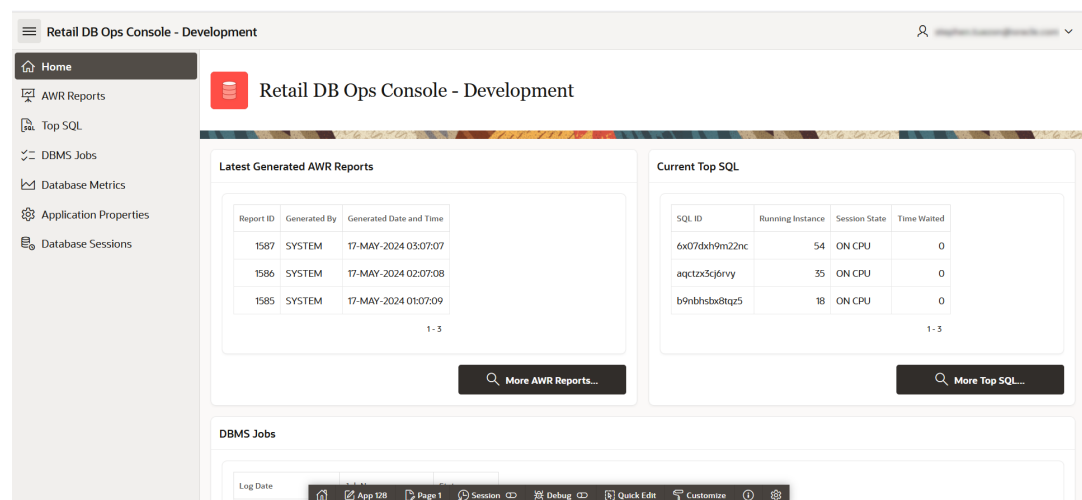 Retail DB Ops Console - Development
Home
AWR Reports
Top SQL
DBMS Jobs
Database Metrics
Application Properties
Database Sessions
Retail DB Ops Console - Development
Latest Generated AWR Reports
Report ID Generated By Generated Date and Time
1587 SYSTEM 17-MAY-2024 03:07:07
1586 SYSTEM 17-MAY-2024 02:07:08
1585 SYSTEM 17-MAY-2024 01:07:09
1 - 3
More AWR Reports...
Current Top SQL
SQL ID Running Instance Session State Time Waited
6x07dxh9m22nc 54 ON CPU 0
aqctzx3cj6rvy 35 ON CPU 0
b9nbhsbx8tqz5 18 ON CPU 0
1 - 3
More Top SQL...
DBMS Jobs
Log Date
App 128 Page 1 Session Debug Quick Edit Customize